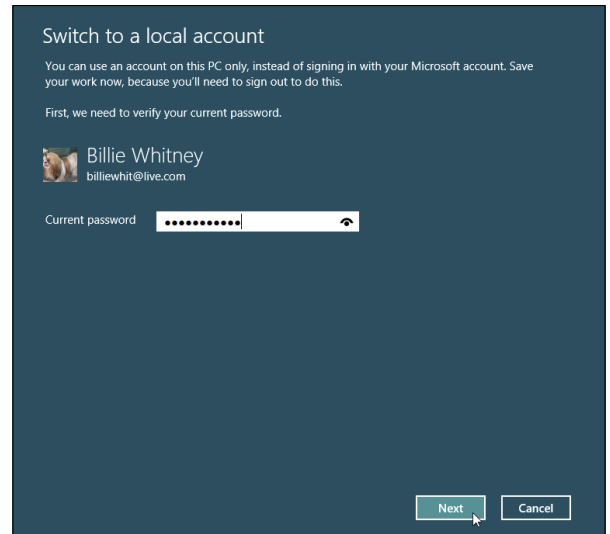 Switch to a local account
You can use an account on this PC only, instead of signing in with your Microsoft account. Save
your work now, because you'll need to sign out to do this.
First, we need to verify your current password.
Billie Whitney
billiewhit@live.com
Current password •••••••••••
Next Cancel